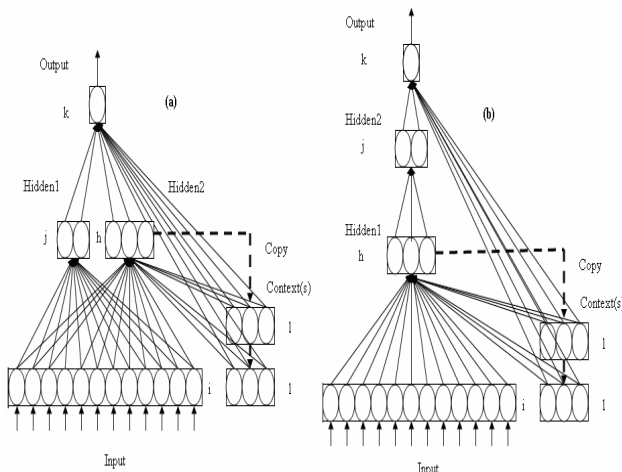 Output
k
(a)
Hidden1
Hidden2
j
h
Copy
Context(s)
l
i
l
Input
Output
k
(b)
Hidden2
j
Hidden1
h
Copy
Context(s)
l
i
l
Input